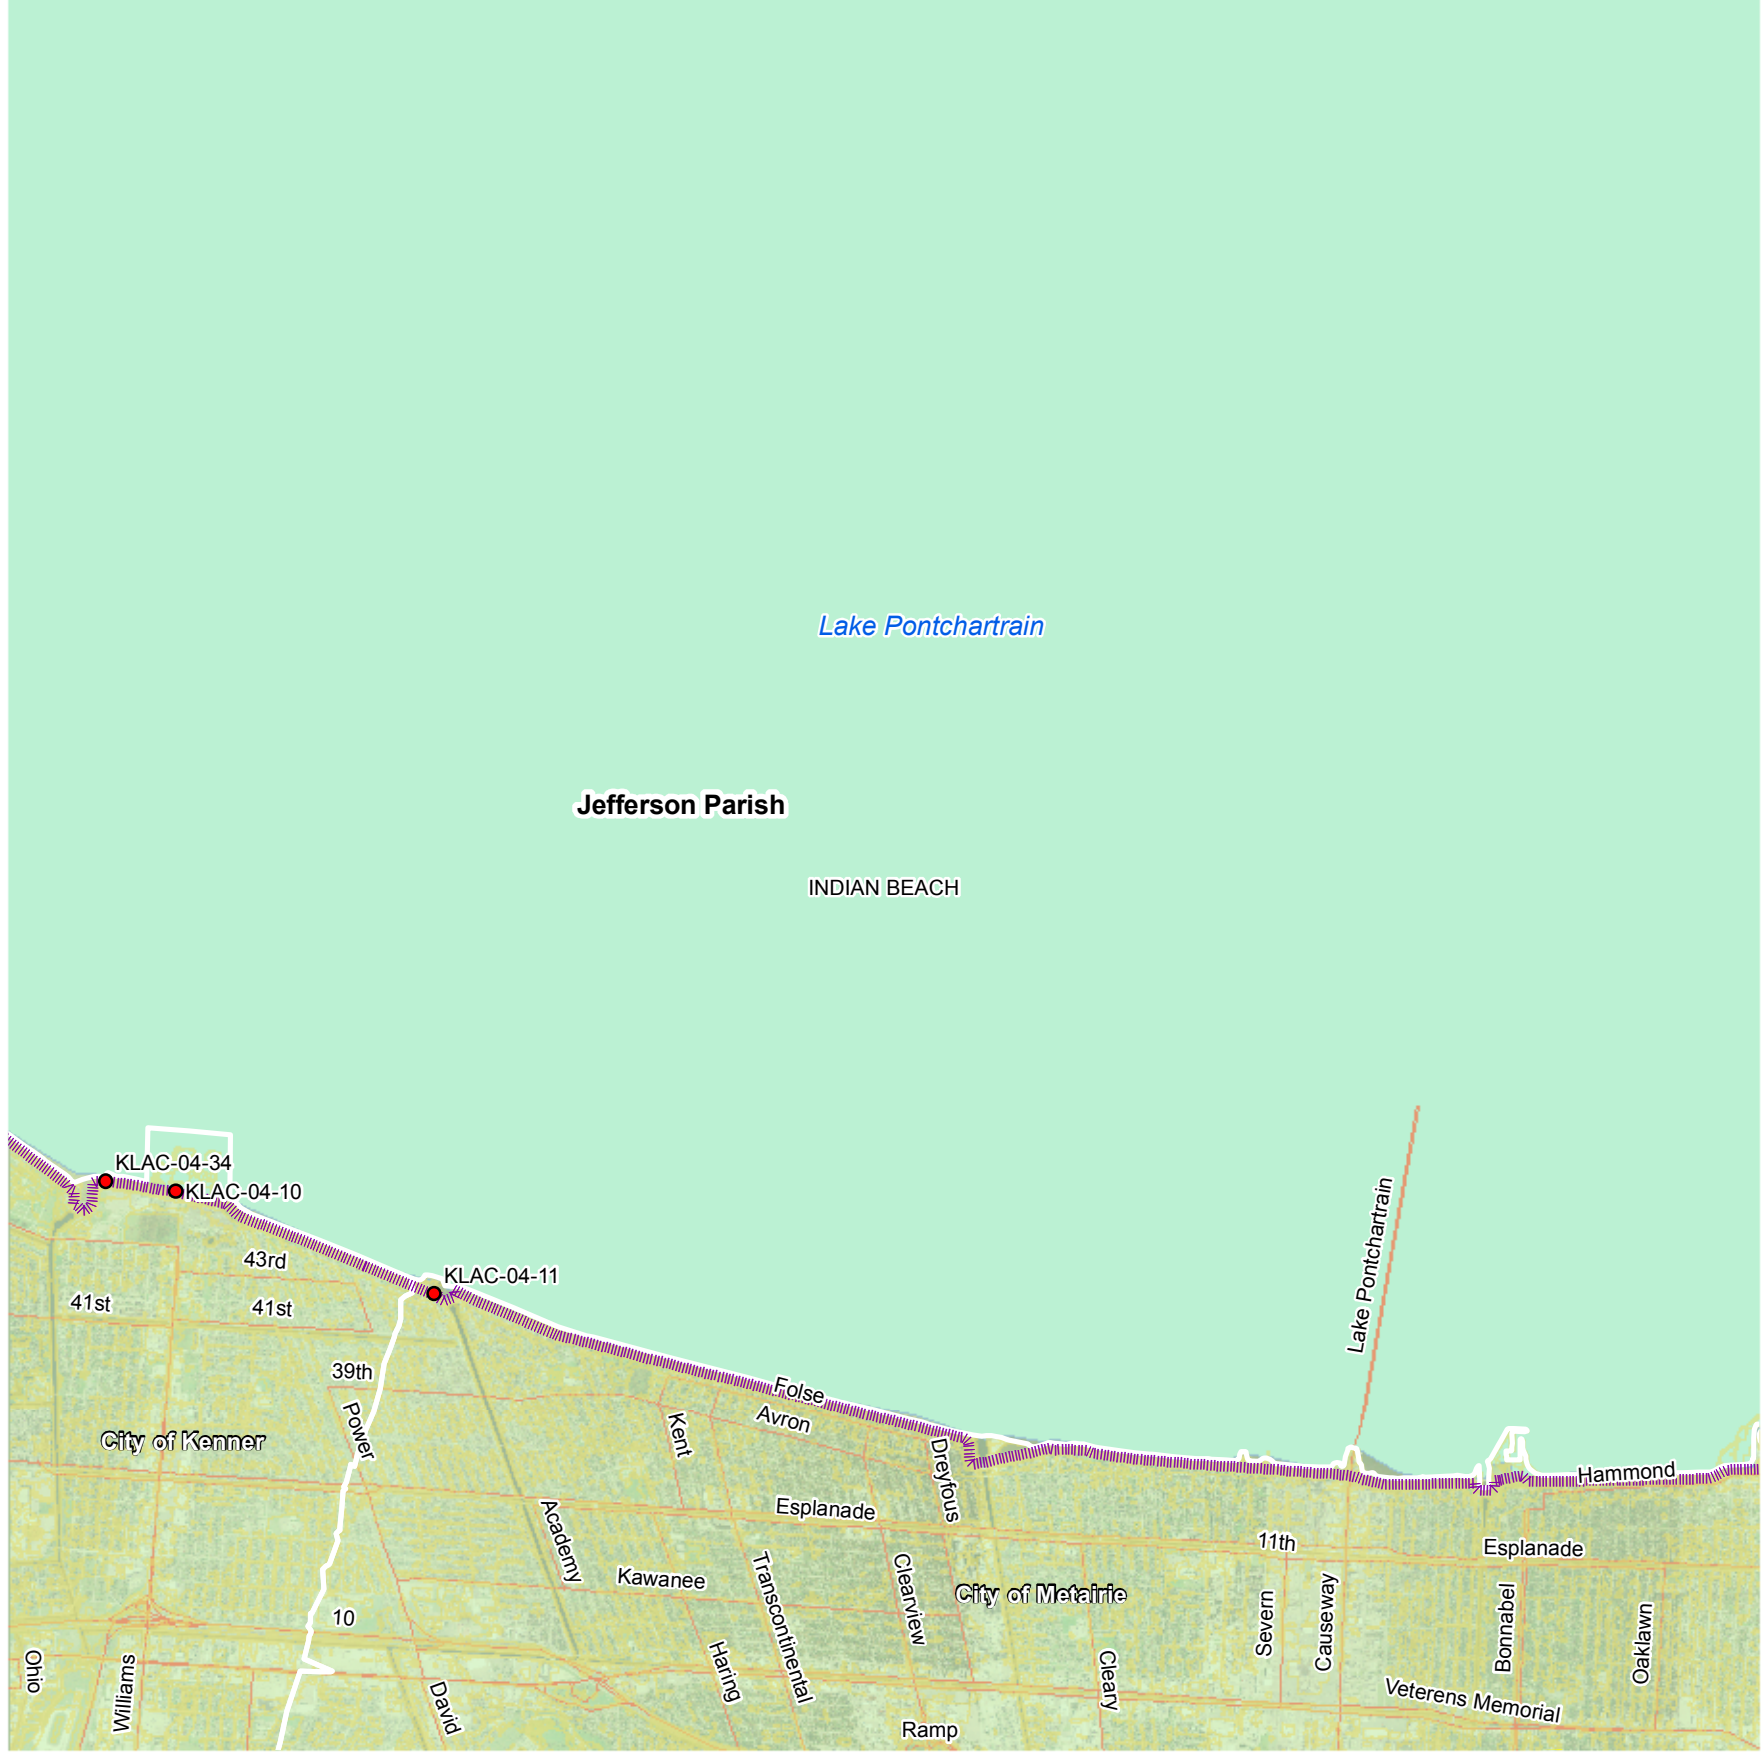 Lake Pontchartrain
Jefferson Parish
INDIAN BEACH
KLAC-04-34
KLAC-04-10
43rd
KLAC-04-11
41st
41st
Lake Pontchartrain
39th
Folse
Avron
Power
City of Kenner
Kent
Dreyfous
Hammond
Academy
Esplanade
11th
Esplanade
Kawanee
Transcontinental
Clearview
City of Metairie
Severn
Causeway
Bonnabel
Oaklawn
10
Ohio
Williams
David
Haring
Cleary
Veterens Memorial
Ramp